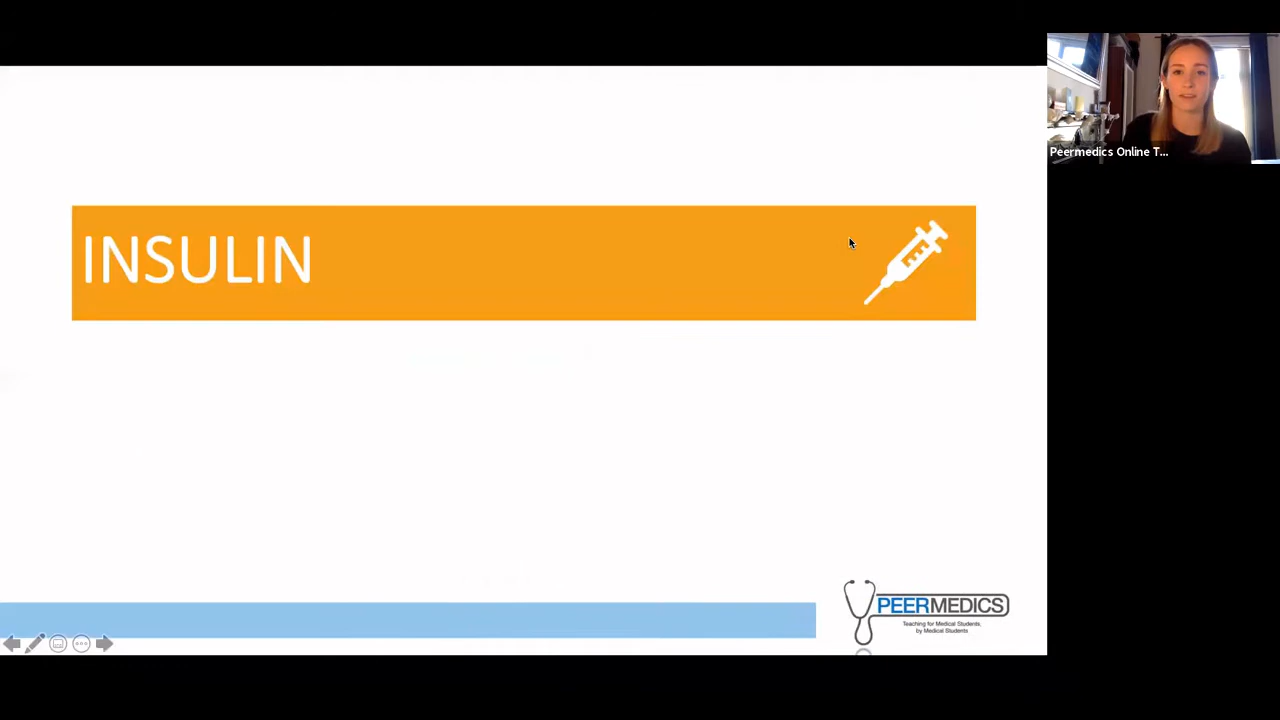 INSULIN
Peermedics Online T...
PEERMEDICS
Teaching for Medical Students,
by Medical Students